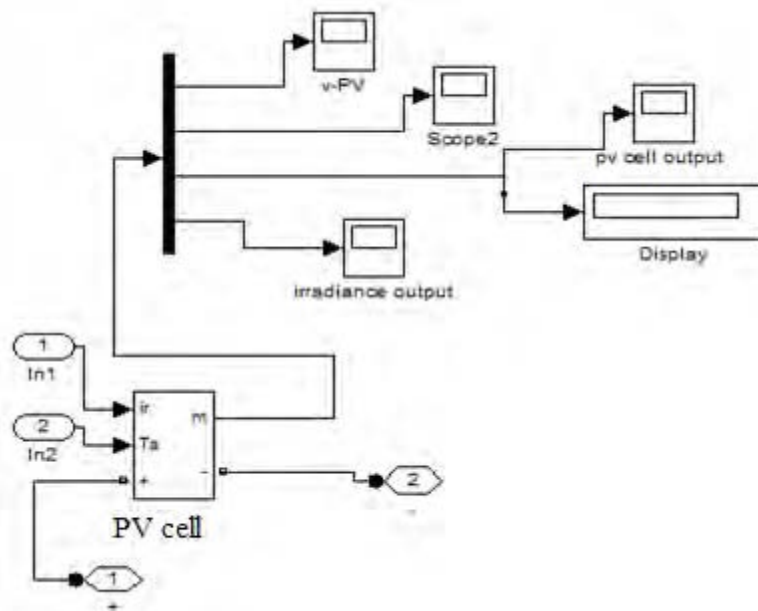 v-PV
Scope2
pv cell output
Display
irradiance output
1
In1
2
In2
ir
Ta
+
m
-
PV cell
2
-
1
+